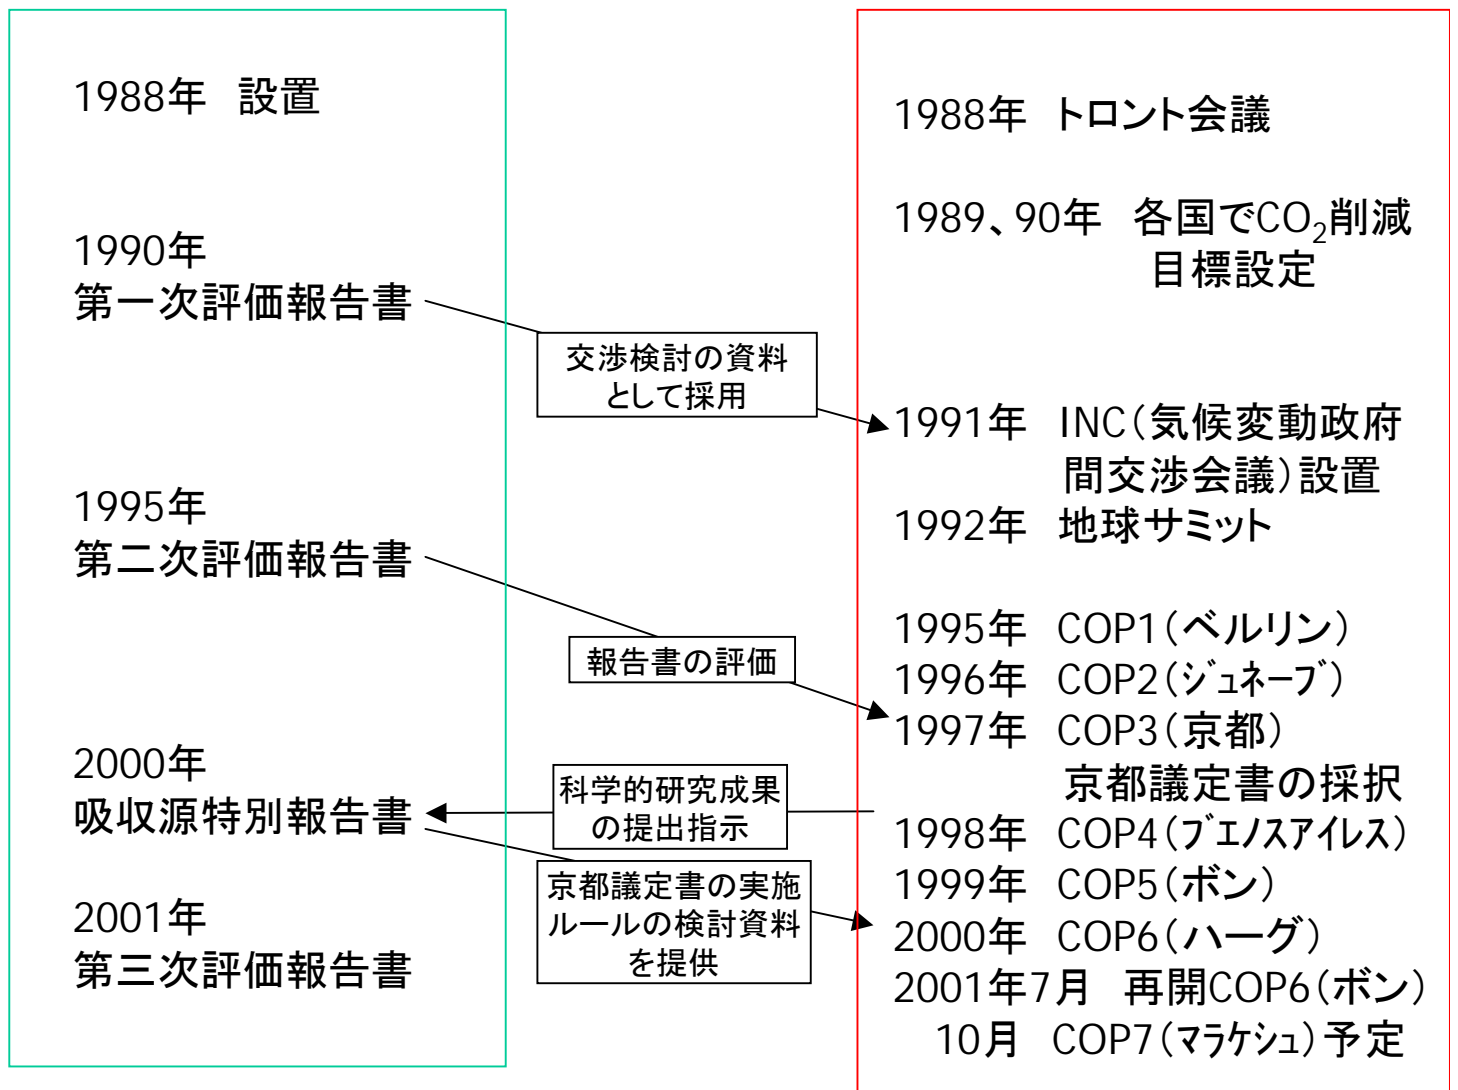 1988年　設置
1990年
第一次評価報告書
1995年
第二次評価報告書
2000年
吸収源特別報告書
2001年
第三次評価報告書
交渉検討の資料
として採用
報告書の評価
科学的研究成果
の提出指示
京都議定書の実施
ルールの検討資料
を提供
1988年　トロント会議
1989、90年　各国でCO₂削減
目標設定
1991年　INC（気候変動政府
間交渉会議）設置
1992年　地球サミット
1995年　COP1（ベルリン）
1996年　COP2（ｼﾞｭﾈｰﾌﾞ）
1997年　COP3（京都）
京都議定書の採択
1998年　COP4（ﾌﾞｴﾉｽｱｲﾚｽ）
1999年　COP5（ボン）
2000年　COP6（ハーグ）
2001年7月　再開COP6（ボン）
10月　COP7（ﾏﾗｹｼｭ）予定